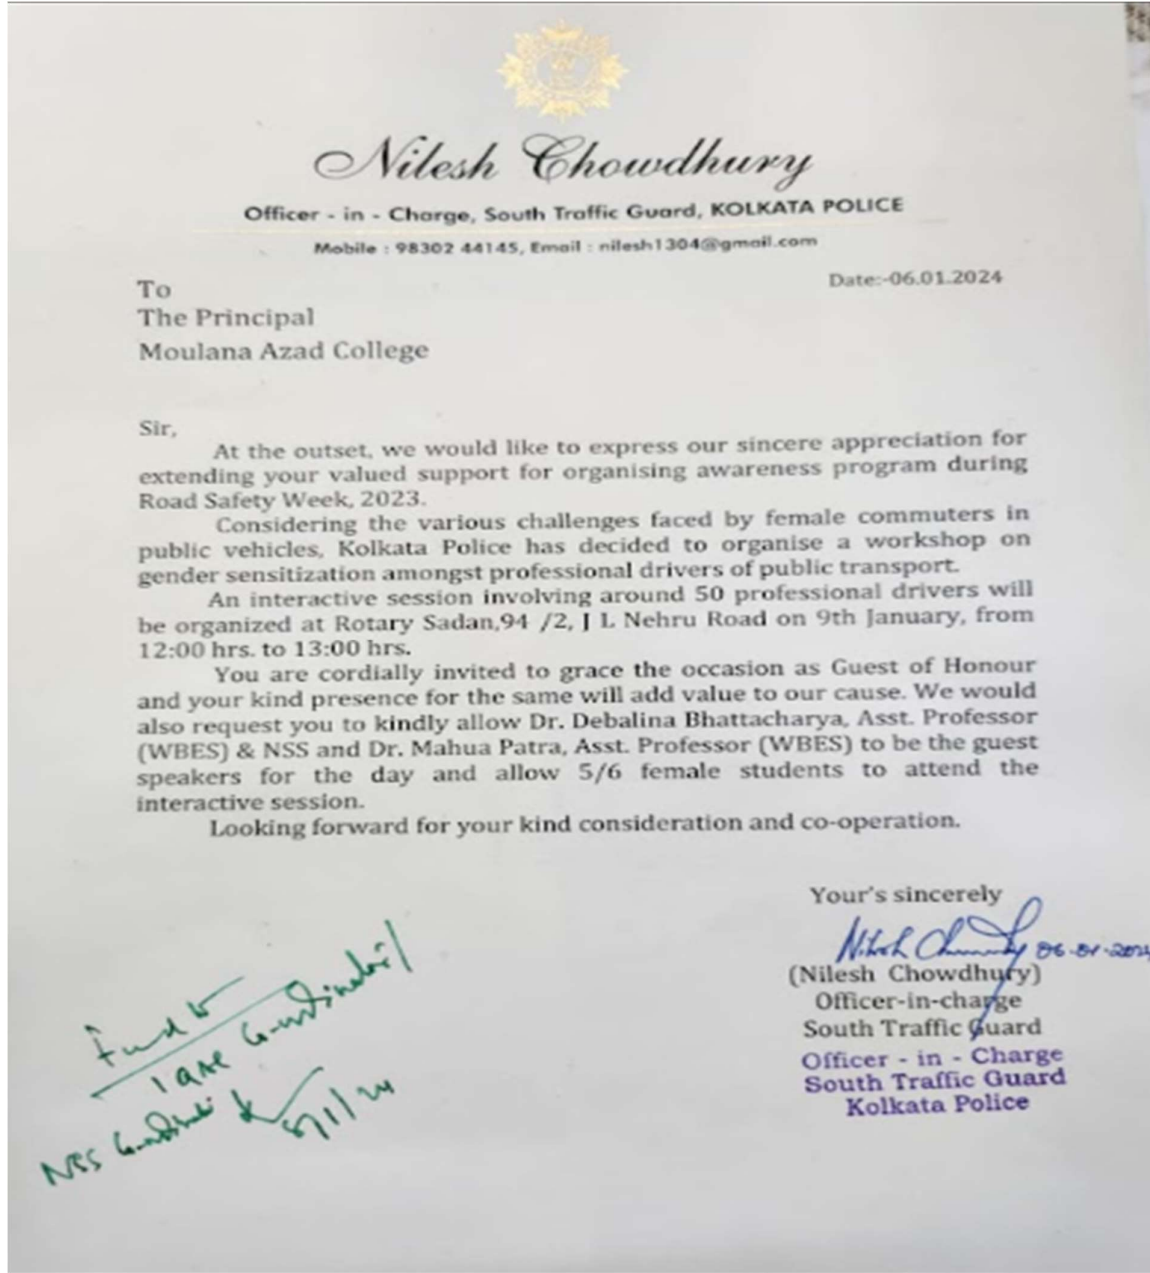 Nilesh Chowdhury
Officer - in - Charge, South Traffic Guard, KOLKATA POLICE
Mobile : 98302 44145, Email : nilesh1304@gmail.com
Date:-06.01.2024
To
The Principal
Moulana Azad College
Sir,
At the outset, we would like to express our sincere appreciation for
extending your valued support for organising awareness program during
Road Safety Week, 2023.
Considering the various challenges faced by female commuters in
public vehicles, Kolkata Police has decided to organise a workshop on
gender sensitization amongst professional drivers of public transport.
An interactive session involving around 50 professional drivers will
be organized at Rotary Sadan,94 /2, J L Nehru Road on 9th January, from
12:00 hrs. to 13:00 hrs.
You are cordially invited to grace the occasion as Guest of Honour
and your kind presence for the same will add value to our cause. We would
also request you to kindly allow Dr. Debalina Bhattacharya, Asst. Professor
(WBES) & NSS and Dr. Mahua Patra, Asst. Professor (WBES) to be the guest
speakers for the day and allow 5/6 female students to attend the
interactive session.
Looking forward for your kind consideration and co-operation.
Your's sincerely
Nilesh Chowdhury 06-01-2024
(Nilesh Chowdhury)
Officer-in-charge
South Traffic Guard
Officer - in - Charge
South Traffic Guard
Kolkata Police
IQAC Co-ordinator/
NSS